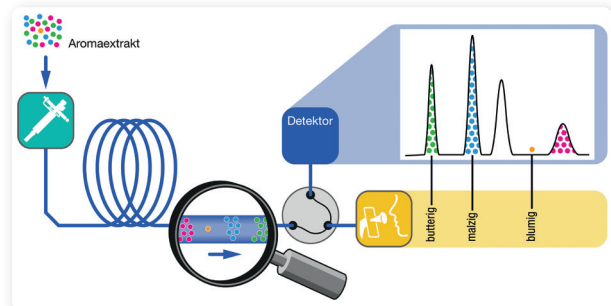 Aromaextrakt
Detektor
butterig
malzig
blumig